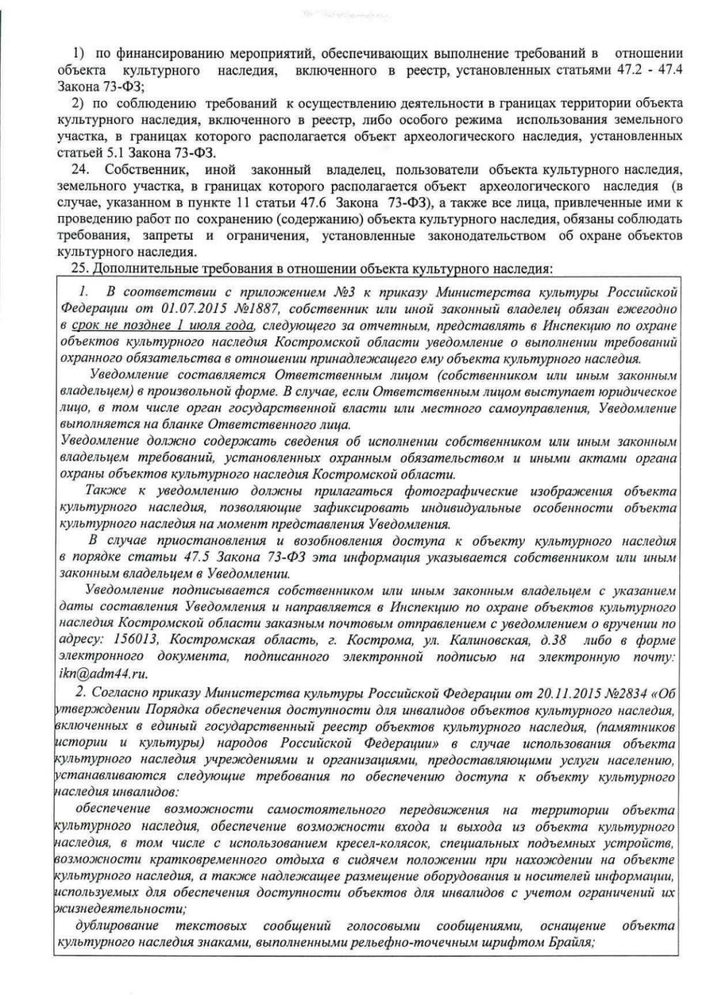 1) по финансированию мероприятий, обеспечивающих выполнение требований в отношении
объекта культурного наследия, включенного в реестр, установленных статьями 47.2 - 47.4
Закона 73-ФЗ;
2) по соблюдению требований к осуществлению деятельности в границах территории объекта
культурного наследия, включенного в реестр, либо особого режима использования земельного
участка, в границах которого располагается объект археологического наследия, установленных
статьей 5.1 Закона 73-ФЗ.
24. Собственник, иной законный владелец, пользователи объекта культурного наследия,
земельного участка, в границах которого располагается объект археологического наследия (в
случае, указанном в пункте 11 статьи 47.6 Закона 73-ФЗ), а также все лица, привлеченные ими к
проведению работ по сохранению (содержанию) объекта культурного наследия, обязаны соблюдать
требования, запреты и ограничения, установленные законодательством об охране объектов
культурного наследия.
25. Дополнительные требования в отношении объекта культурного наследия:
1. В соответствии с приложением №3 к приказу Министерства культуры Российской
Федерации от 01.07.2015 №1887, собственник или иной законный владелец обязан ежегодно
в срок не позднее 1 июля года, следующего за отчетным, представлять в Инспекцию по охране
объектов культурного наследия Костромской области уведомление о выполнении требований
охранного обязательства в отношении принадлежащего ему объекта культурного наследия.
Уведомление составляется Ответственным лицом (собственником или иным законным
владельцем) в произвольной форме. В случае, если Ответственным лицом выступает юридическое
лицо, в том числе орган государственной власти или местного самоуправления, Уведомление
выполняется на бланке Ответственного лица.
Уведомление должно содержать сведения об исполнении собственником или иным законным
владельцем требований, установленных охранным обязательством и иными актами органа
охраны объектов культурного наследия Костромской области.
Также к уведомлению должны прилагаться фотографические изображения объекта
культурного наследия, позволяющие зафиксировать индивидуальные особенности объекта
культурного наследия на момент представления Уведомления.
В случае приостановления и возобновления доступа к объекту культурного наследия
в порядке статьи 47.5 Закона 73-ФЗ эта информация указывается собственником или иным
законным владельцем в Уведомлении.
Уведомление подписывается собственником или иным законным владельцем с указанием
даты составления Уведомления и направляется в Инспекцию по охране объектов культурного
наследия Костромской области заказным почтовым отправлением с уведомлением о вручении по
адресу: 156013, Костромская область, г. Кострома, ул. Калиновская, д.38 либо в форме
электронного документа, подписанного электронной подписью на электронную почту:
ikn@adm44.ru.
2. Согласно приказу Министерства культуры Российской Федерации от 20.11.2015 №2834 «Об
утверждении Порядка обеспечения доступности для инвалидов объектов культурного наследия,
включенных в единый государственный реестр объектов культурного наследия, (памятников
истории и культуры) народов Российской Федерации» в случае использования объекта
культурного наследия учреждениями и организациями, предоставляющими услуги населению,
устанавливаются следующие требования по обеспечению доступа к объекту культурного
наследия инвалидов:
обеспечение возможности самостоятельного передвижения на территории объекта
культурного наследия, обеспечение возможности входа и выхода из объекта культурного
наследия, в том числе с использованием кресел-колясок, специальных подъемных устройств,
возможности кратковременного отдыха в сидячем положении при нахождении на объекте
культурного наследия, а также надлежащее размещение оборудования и носителей информации,
используемых для обеспечения доступности объектов для инвалидов с учетом ограничений их
жизнедеятельности;
дублирование текстовых сообщений голосовыми сообщениями, оснащение объекта
культурного наследия знаками, выполненными рельефно-точечным шрифтом Брайля;